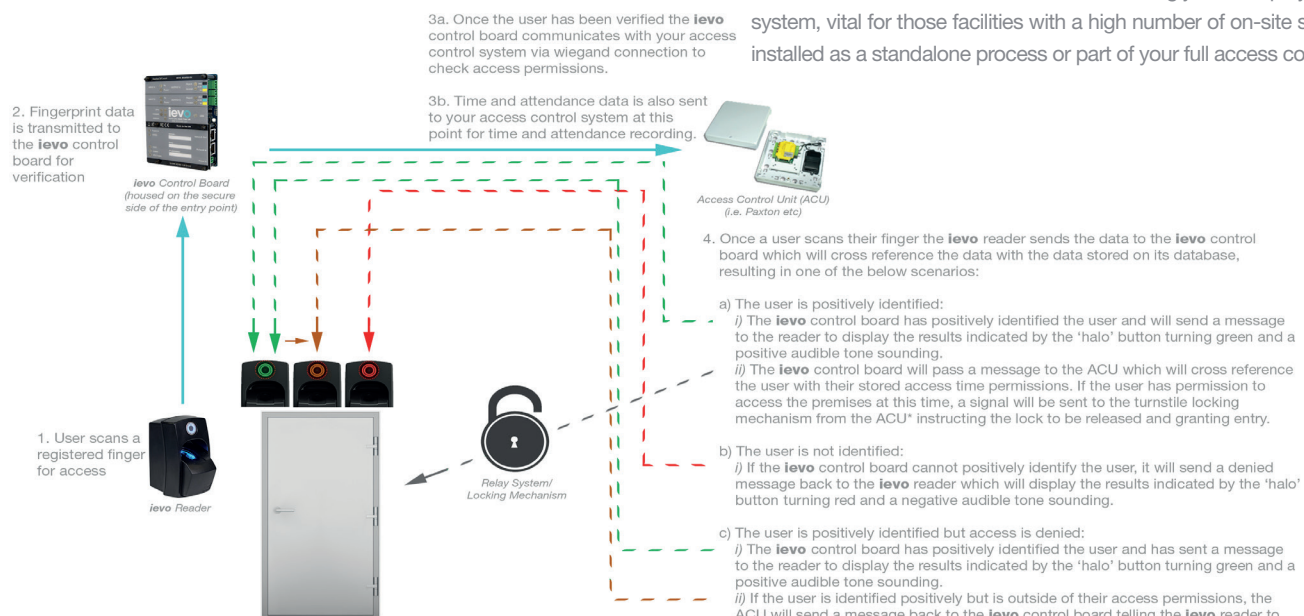 system, vital for those facilities with a high number of on-site s
installed as a standalone process or part of your full access co
3a. Once the user has been verified the ievo
control board communicates with your access
control system via wiegand connection to
check access permissions.
3b. Time and attendance data is also sent
to your access control system at this
point for time and attendance recording.
2. Fingerprint data
is transmitted to
the ievo control
board for
verification
ievo
ievo Control Board
(housed on the secure
side of the entry point)
Access Control Unit (ACU)
(i.e. Paxton etc)
1. User scans a
registered finger
for access
ievo Reader
Relay System/
Locking Mechanism
4. Once a user scans their finger the ievo reader sends the data to the ievo control
board which will cross reference the data with the data stored on its database,
resulting in one of the below scenarios:
a) The user is positively identified:
i) The ievo control board has positively identified the user and will send a message
to the reader to display the results indicated by the ‘halo’ button turning green and a
positive audible tone sounding.
ii) The ievo control board will pass a message to the ACU which will cross reference
the user with their stored access time permissions. If the user has permission to
access the premises at this time, a signal will be sent to the turnstile locking
mechanism from the ACU* instructing the lock to be released and granting entry.
b) The user is not identified:
i) If the ievo control board cannot positively identify the user, it will send a denied
message back to the ievo reader which will display the results indicated by the ‘halo’
button turning red and a negative audible tone sounding.
c) The user is positively identified but access is denied:
i) The ievo control board has positively identified the user and has sent a message
to the reader to display the results indicated by the ‘halo’ button turning green and a
positive audible tone sounding.
ii) If the user is identified positively but is outside of their access permissions, the
ACU will send a message back to the ievo control board telling the ievo reader to